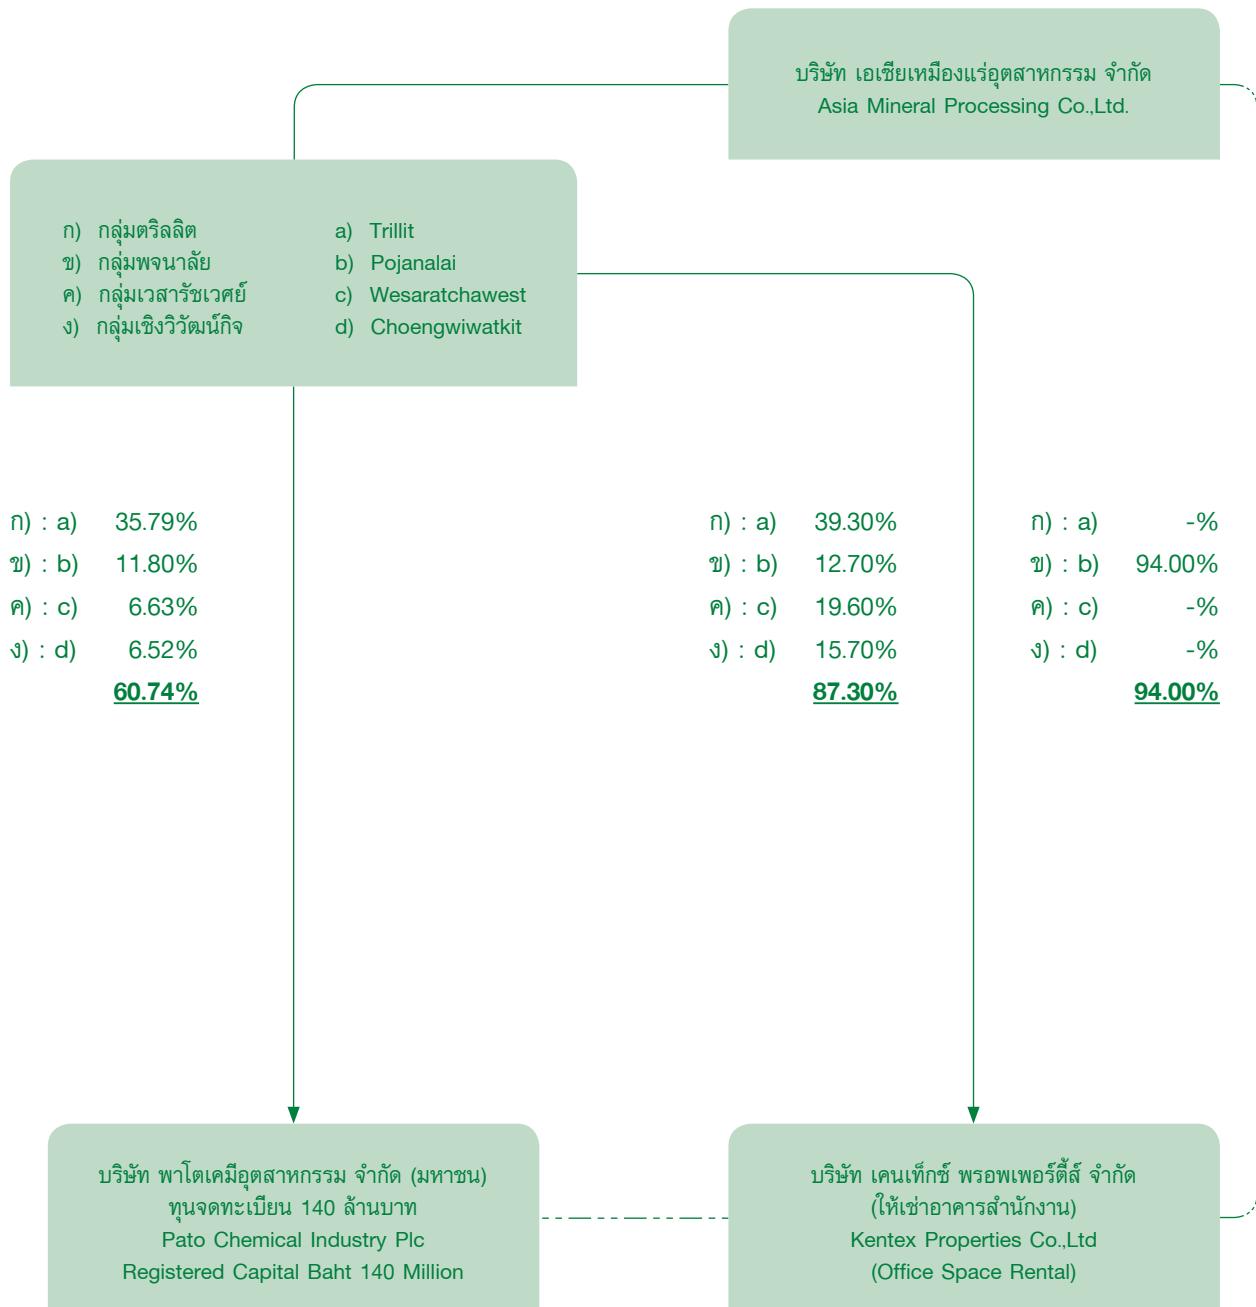 บริษัท เอเซียเหมืองแร่อุตสาหกรรม จำกัด
Asia Mineral Processing Co.,Ltd.
ก) กลุ่มตริลลิต
ข) กลุ่มพจนาลัย
ค) กลุ่มเวสารัชเวศย์
ง) กลุ่มเชิงวิวัฒน์กิจ
a) Trillit
b) Pojanalai
c) Wesaratchawest
d) Choengwiwatkit
ก) : a) 35.79%
ข) : b) 11.80%
ค) : c) 6.63%
ง) : d) 6.52%
60.74%
ก) : a) 39.30%
ข) : b) 12.70%
ค) : c) 19.60%
ง) : d) 15.70%
87.30%
ก) : a) -%
ข) : b) 94.00%
ค) : c) -%
ง) : d) -%
94.00%
บริษัท พาโตเคมีอุตสาหกรรม จำกัด (มหาชน)
ทุนจดทะเบียน 140 ล้านบาท
Pato Chemical Industry Plc
Registered Capital Baht 140 Million
บริษัท เคนเท็กซ์ พรอพเพอร์ตี้ส์ จำกัด
(ให้เช่าอาคารสำนักงาน)
Kentex Properties Co.,Ltd
(Office Space Rental)